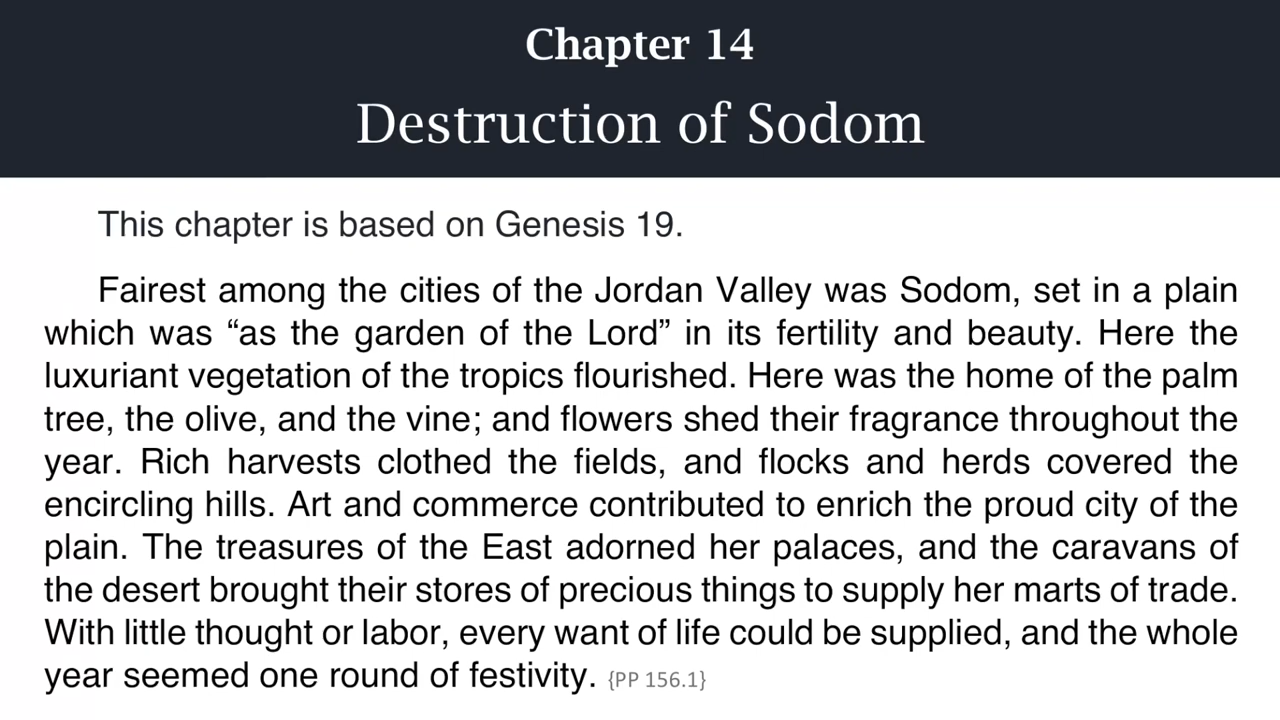 Chapter 14
Destruction of Sodom
This chapter is based on Genesis 19.
Fairest among the cities of the Jordan Valley was Sodom, set in a plain
which was “as the garden of the Lord” in its fertility and beauty. Here the
luxuriant vegetation of the tropics flourished. Here was the home of the palm
tree, the olive, and the vine; and flowers shed their fragrance throughout the
year. Rich harvests clothed the fields, and flocks and herds covered the
encircling hills. Art and commerce contributed to enrich the proud city of the
plain. The treasures of the East adorned her palaces, and the caravans of
the desert brought their stores of precious things to supply her marts of trade.
With little thought or labor, every want of life could be supplied, and the whole
year seemed one round of festivity. {PP 156.1}